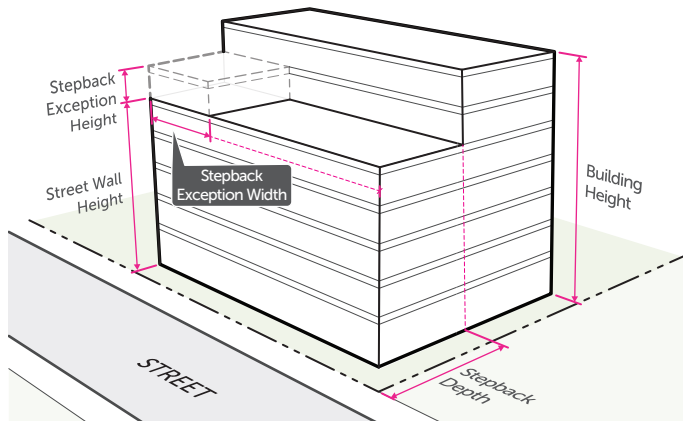 Stepback
Exception
Height
Street Wall
Height
Stepback
Exception Width
Building
Height
STREET
Stepback
Depth